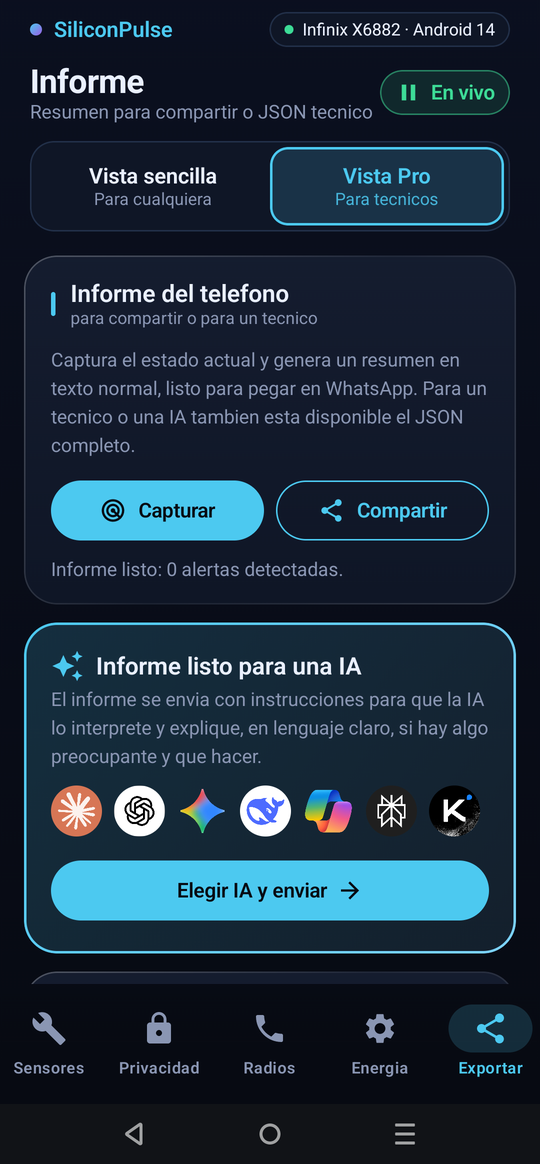 SiliconPulse
Infinix X6882 · Android 14
Informe
Resumen para compartir o JSON tecnico
En vivo
Vista sencilla
Para cualquiera
Vista Pro
Para tecnicos
Informe del telefono
para compartir o para un tecnico
Captura el estado actual y genera un resumen en
texto normal, listo para pegar en WhatsApp. Para un
tecnico o una IA tambien esta disponible el JSON
completo.
Capturar
Compartir
Informe listo: 0 alertas detectadas.
Informe listo para una IA
El informe se envia con instrucciones para que la IA
lo interprete y explique, en lenguaje claro, si hay algo
preocupante y que hacer.
K
Elegir IA y enviar
Sensores
Privacidad
Radios
Energia
Exportar